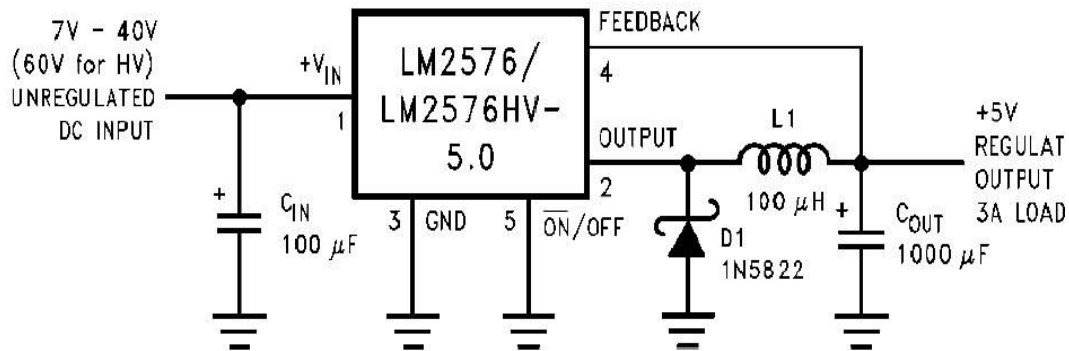 7V – 40V
(60V for HV)
UNREGULATED
DC INPUT
+VIN
1
LM2576/
LM2576HV–
5.0
FEEDBACK
4
OUTPUT
2
L1
100 μH
+5V
REGULAT
OUTPUT
3A LOAD
+
CIN
100 μF
3
GND
5
ON/OFF
D1
1N5822
+
COUT
1000 μF